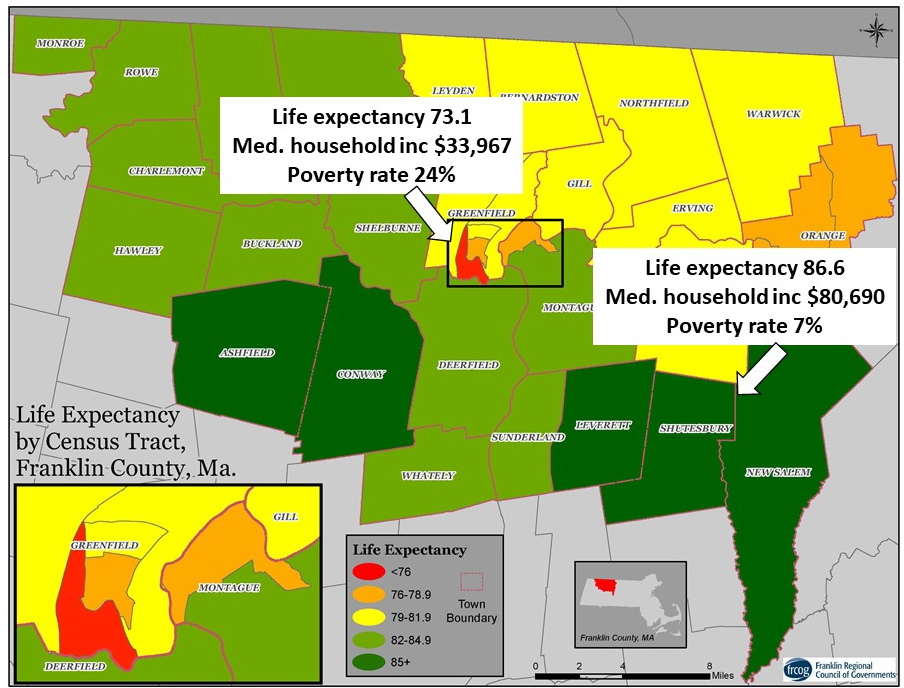 MONROE
ROWE
LEYDEN
BERNARDSTON
NORTHFIELD
WARWICK
Life expectancy 73.1
Med. household inc $33,967
Poverty rate 24%
CHARLEMONT
GILL
GREENFIELD
ERVING
SHELBURNE
ORANGE
HAWLEY
BUCKLAND
Life expectancy 86.6
Med. household inc $80,690
Poverty rate 7%
MONTAGU
ASHFIELD
CONWAY
DEERFIELD
Life Expectancy
by Census Tract,
Franklin County, Ma.
SUNDERLAND
LEVERETT
SHUTESBURY
WHATELY
NEW SALEM
GREENFIELD
GILL
MONTAGUE
DEERFIELD
Life Expectancy
<76
76-78.9
79-81.9
82-84.9
85+
Town
Boundary
Franklin County, MA
0 2 4 8
Miles
frcog
Franklin Regional
Council of Governments